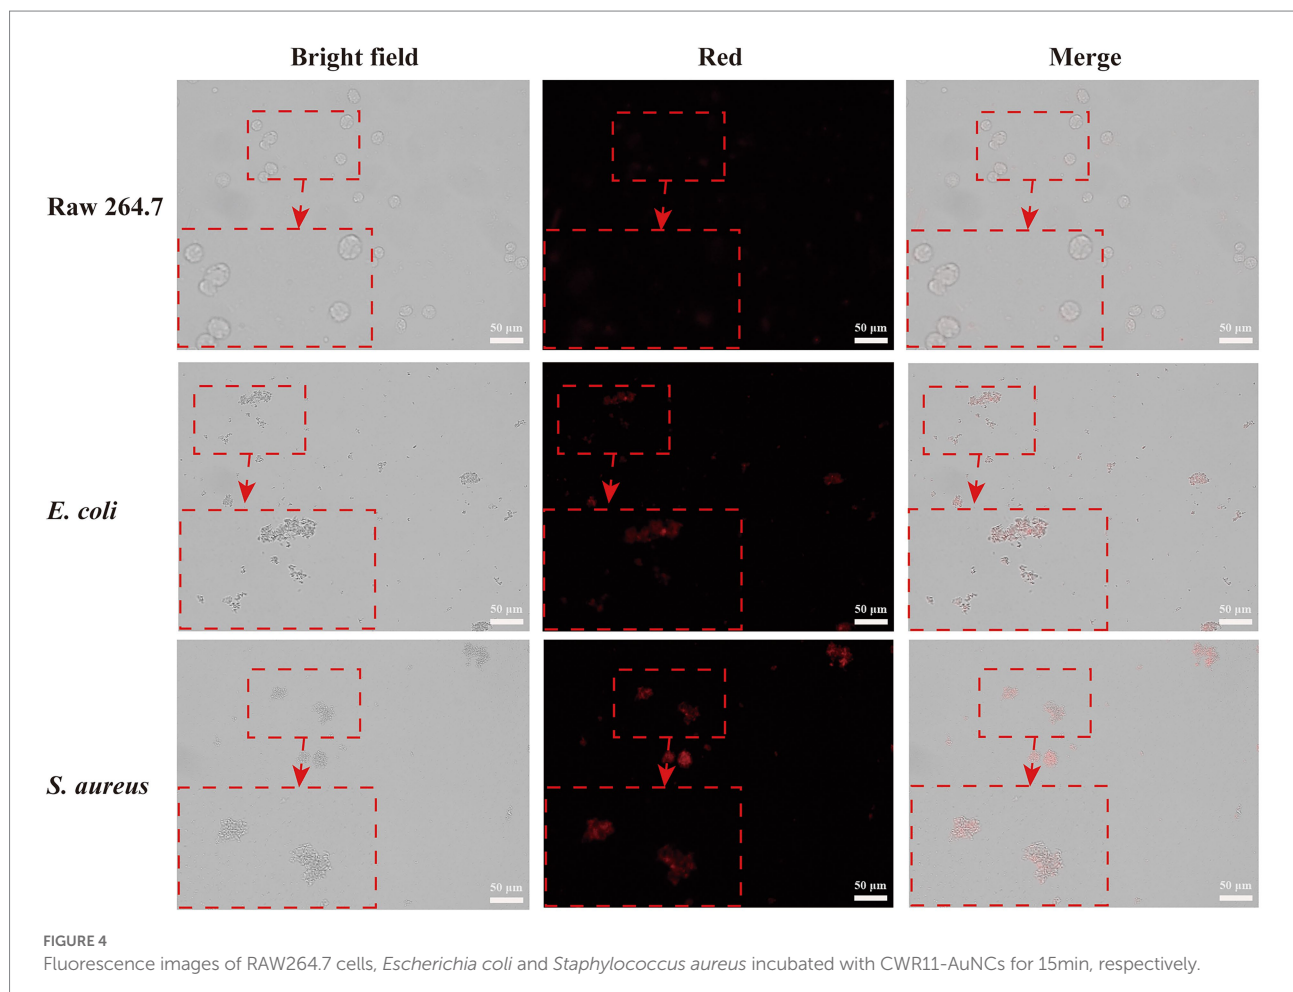 Bright field Red Merge
Raw 264.7
50 µm 50 µm 50 µm
E. coli
50 µm 50 µm 50 µm
S. aureus
50 µm 50 µm 50 µm
FIGURE 4
Fluorescence images of RAW264.7 cells, Escherichia coli and Staphylococcus aureus incubated with CWR11-AuNCs for 15min, respectively.